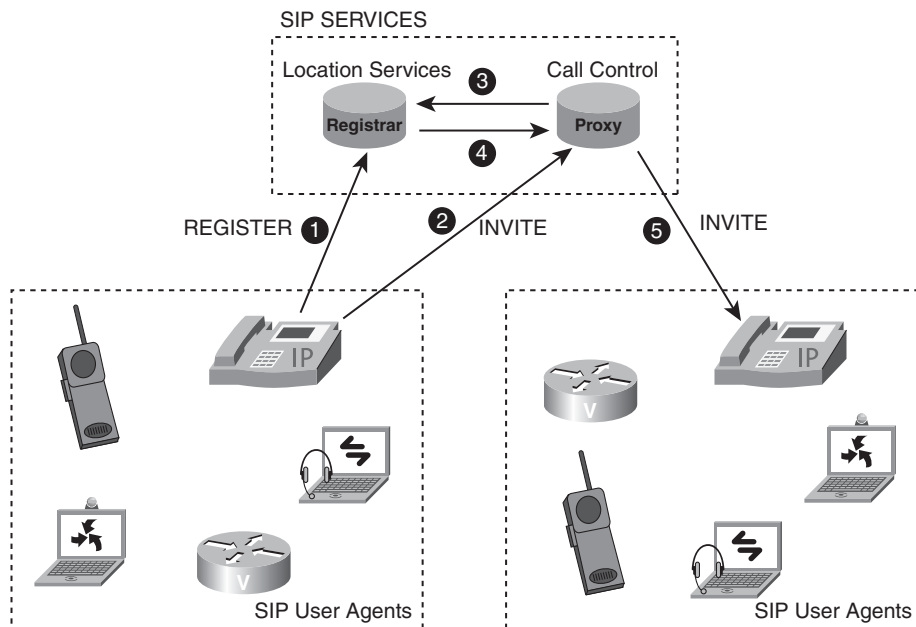 SIP SERVICES
Location Services
Call Control
3
Registrar
Proxy
4
REGISTER
1
2
INVITE
5
INVITE
IP
IP
V
V
SIP User Agents
SIP User Agents